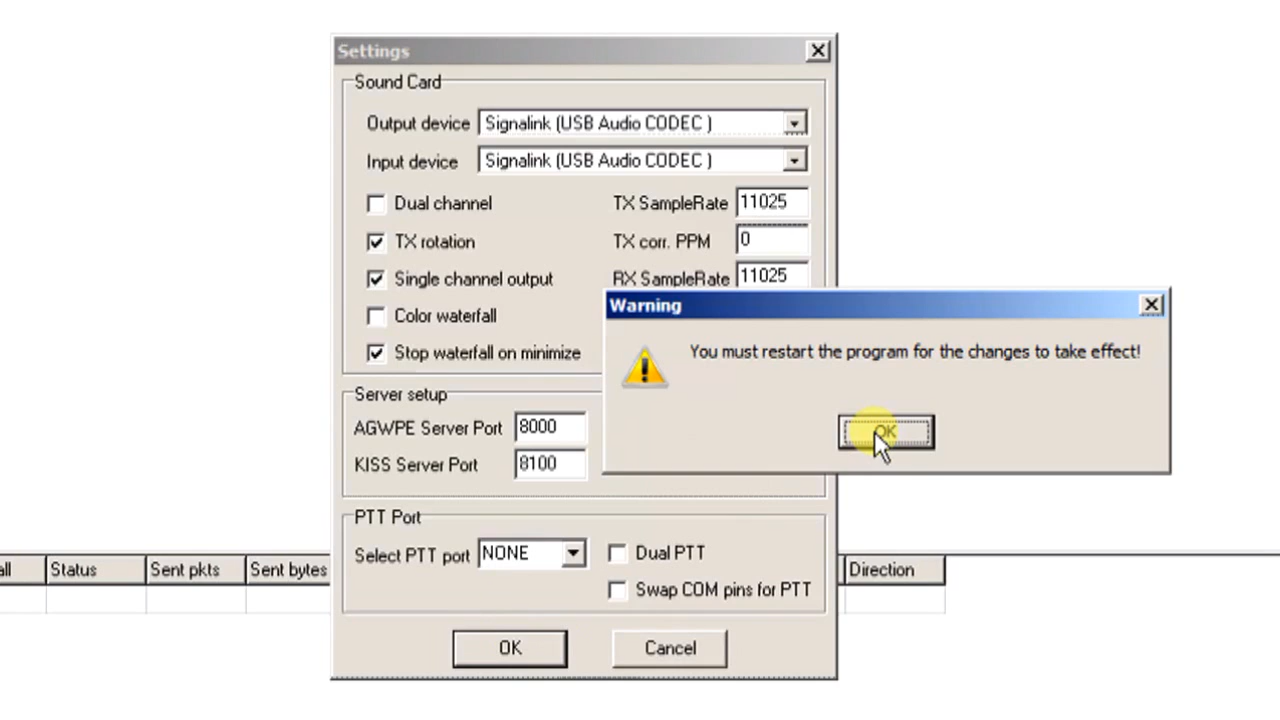 Settings
Sound Card
Output device Signalink (USB Audio CODEC )
Input device Signalink (USB Audio CODEC )
Dual channel TX SampleRate 11025
TX rotation TX corr. PPM 0
Single channel output RX SampleRate 11025
Color waterfall
Stop waterfall on minimize
Warning
You must restart the program for the changes to take effect!
OK
Server setup
AGWPE Server Port 8000
KISS Server Port 8100
PTT Port
Select PTT port NONE Dual PTT
Swap COM pins for PTT
Status Sent pkts Sent bytes Direction
OK Cancel